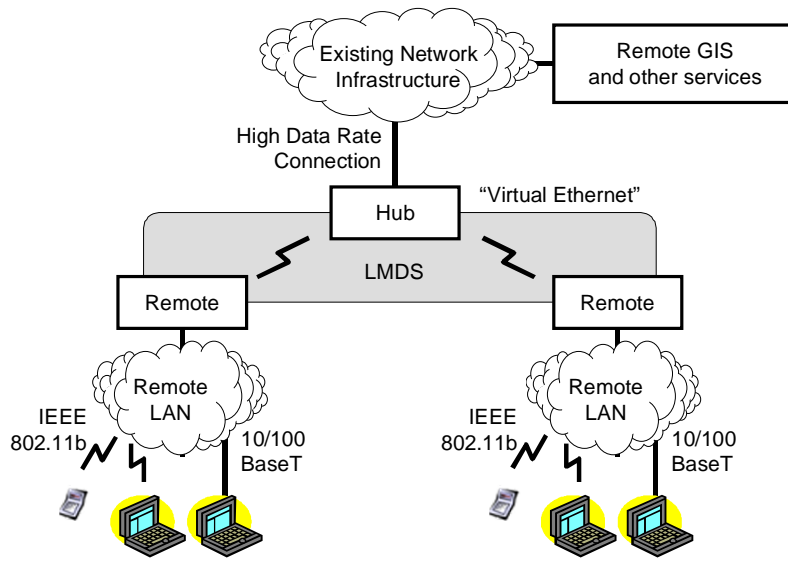 Existing Network
Infrastructure
Remote GIS
and other services
High Data Rate
Connection
Hub
“Virtual Ethernet”
LMDS
Remote
Remote
Remote
LAN
IEEE
802.11b
10/100
BaseT
Remote
LAN
IEEE
802.11b
10/100
BaseT